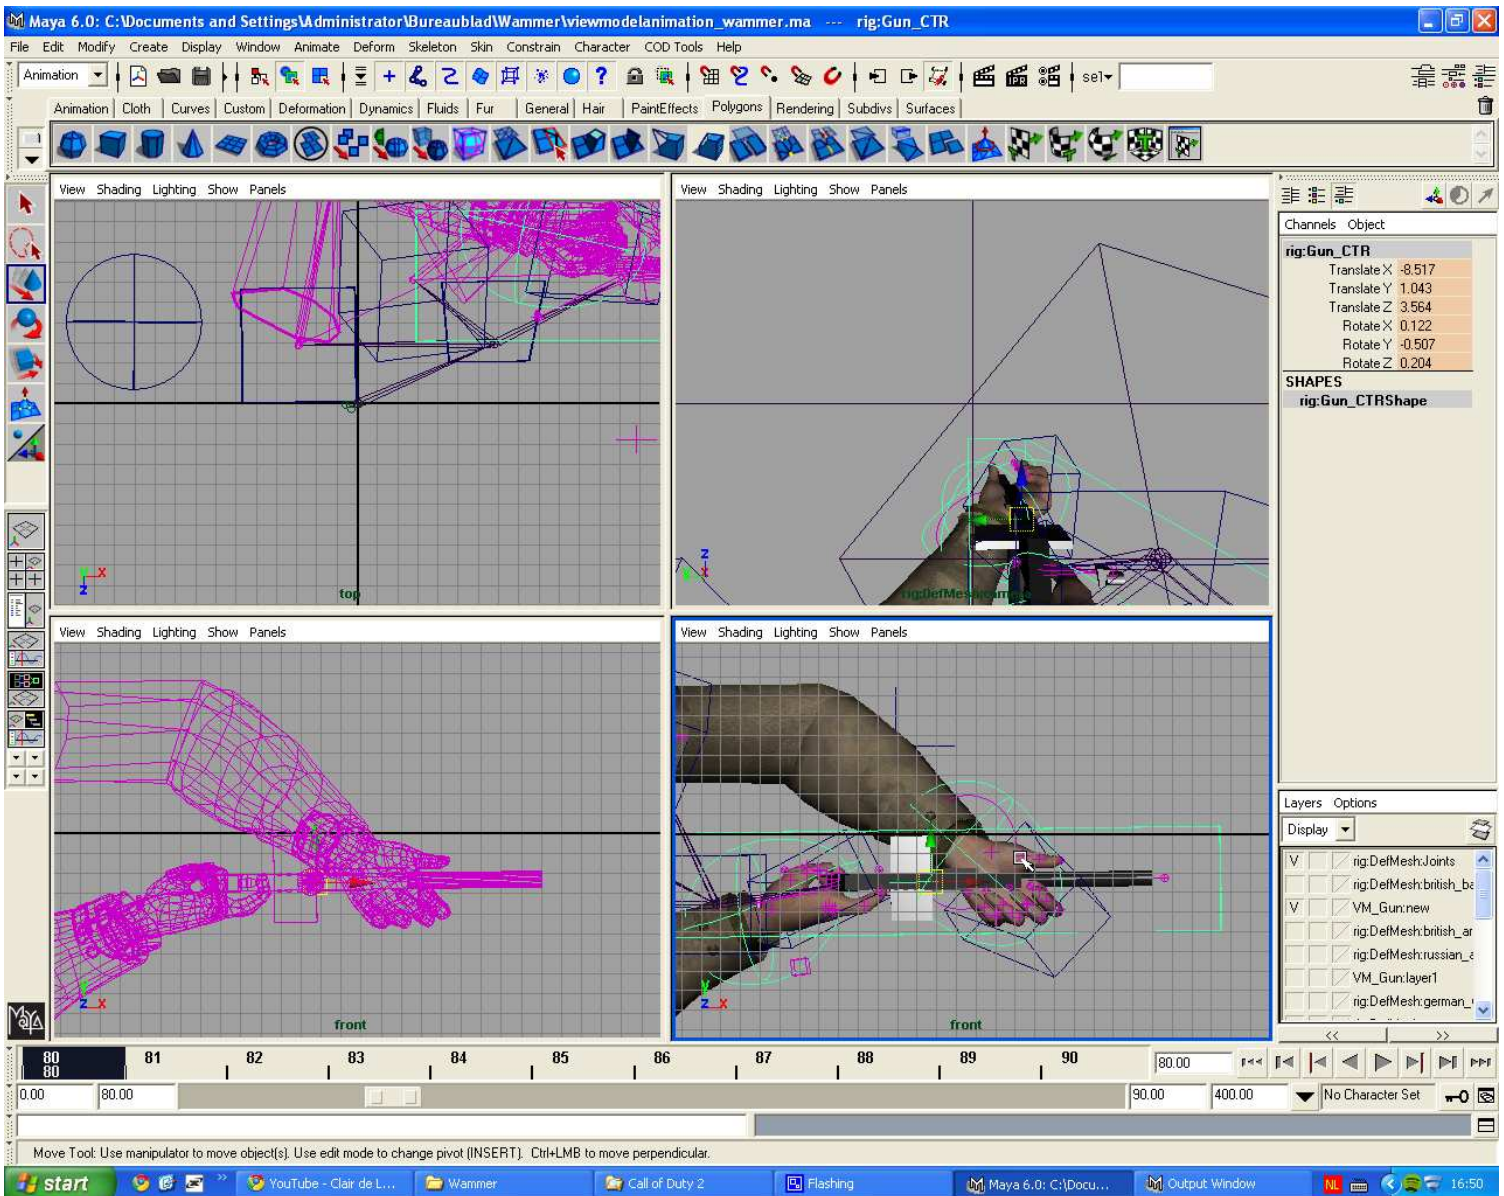 Maya 6.0: C:\Documents and Settings\Administrator\Bureaublad\Wammer\viewmodelanimation_wammer.ma --- rig:Gun_CTR
File Edit Modify Create Display Window Animate Deform Skeleton Skin Constrain Character COD Tools Help
Animation
sel
Animation Cloth Curves Custom Deformation Dynamics Fluids Fur General Hair PaintEffects Polygons Rendering Subdivs Surfaces
View Shading Lighting Show Panels
View Shading Lighting Show Panels
Channels Object
rig:Gun_CTR
Translate X -8.517
Translate Y 1.043
Translate Z 3.564
Rotate X 0.122
Rotate Y -0.507
Rotate Z 0.204
SHAPES
rig:Gun_CTRShape
top
View Shading Lighting Show Panels
View Shading Lighting Show Panels
front
front
Layers Options
Display
V rig:DefMesh:Joints
rig:DefMesh:british_ba
V VM_Gun:new
rig:DefMesh:british_ar
rig:DefMesh:russian_a
VM_Gun:layer1
rig:DefMesh:german_
<< >>
80 81 82 83 84 85 86 87 88 89 90
80
80.00
0.00 80.00 90.00 400.00 No Character Set
Move Tool: Use manipulator to move object(s). Use edit mode to change pivot (INSERT). Ctrl+LMB to move perpendicular.
start YouTube - Clair de L... Wammer Call of Duty 2 Flashing Maya 6.0: C:\Docu... Output Window NL 16:50